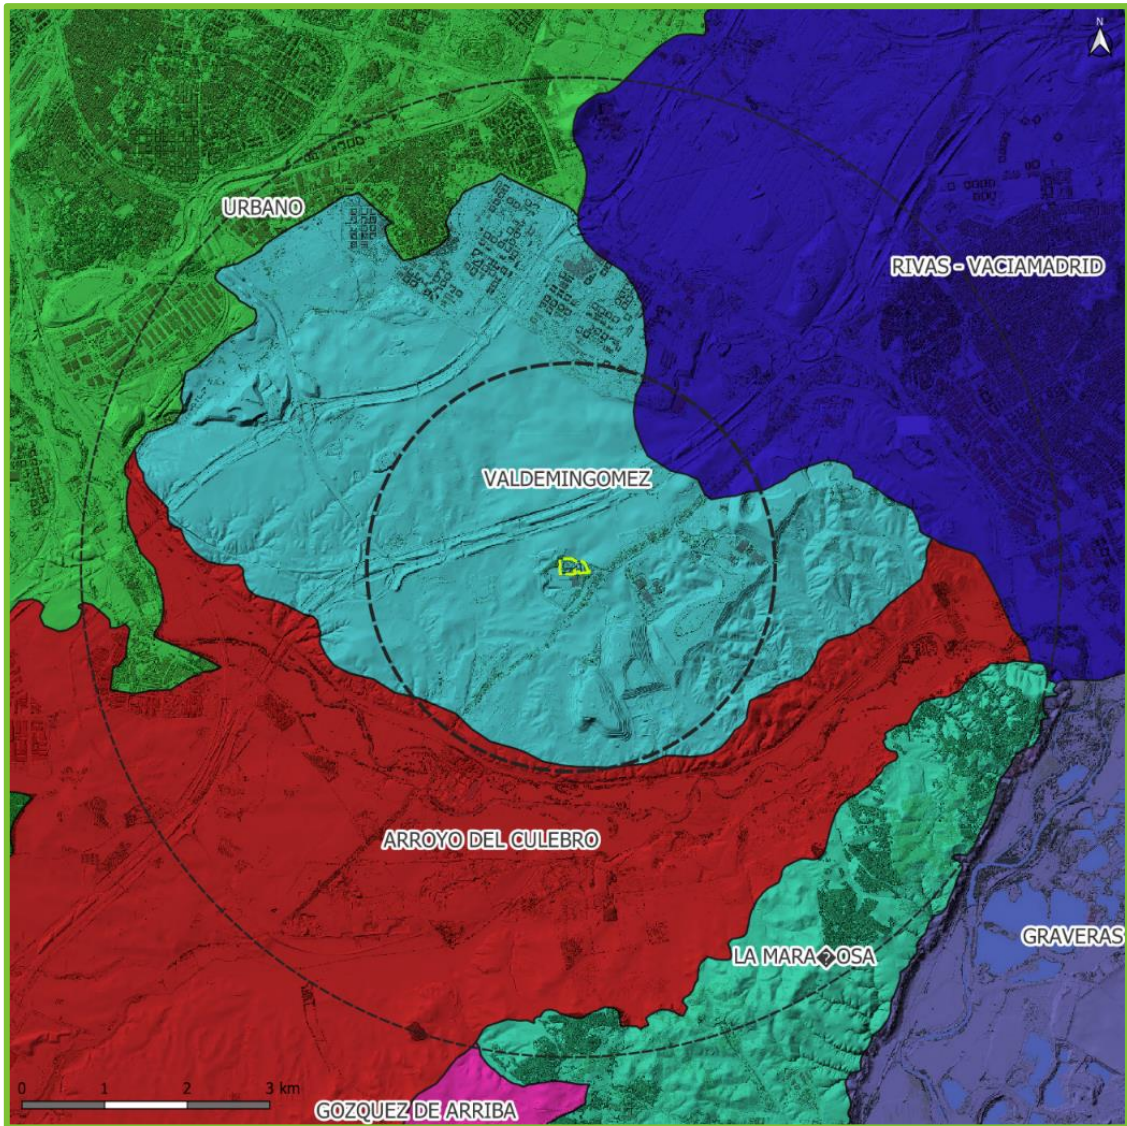 N
URBANO
RIVAS - VACIAMADRID
VALDEMINGOMEZ
ARROYO DEL CULEBRO
GRAVERAS
LA MARA�OSA
0 1 2 3 km
GOZQUEZ DE ARRIBA